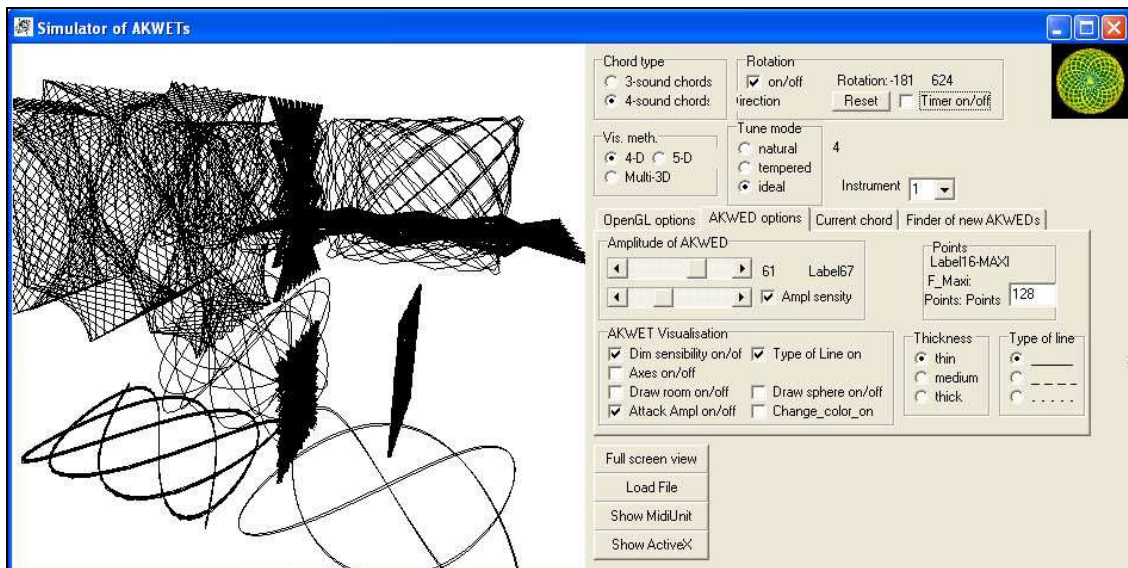 Simulator of AKWETs
Chord type
3-sound chords
4-sound chords
Rotation
on/off
Rotation: -181 624
irection
Reset
Timer on/off
Vis. meth.
4-D 5-D
Multi-3D
Tune mode
natural
tempered
ideal
4
Instrument 1
OpenGL options AKWED options Current chord Finder of new AKWEDs
Amplitude of AKWED
61 Label67
Ampl sensity
Points
Label16-MAXI
F_Maxi:
Points: Points 128
AKWET Visualisation
Dim sensibility on/of Type of Line on
Axes on/off
Draw room on/off Draw sphere on/off
Attack Ampl on/off Change_color_on
Thickness
thin
medium
thick
Type of line
Full screen view
Load File
Show MidiUnit
Show ActiveX